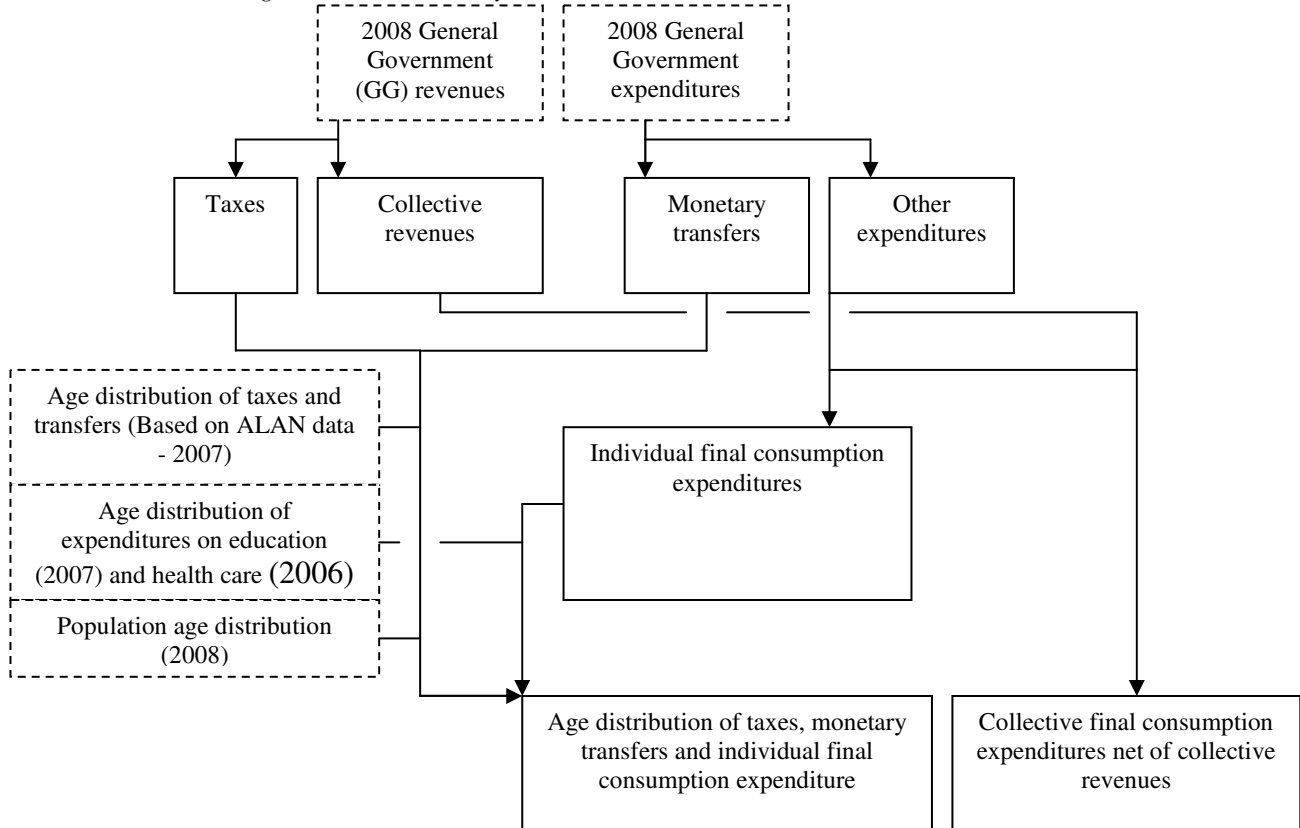 2008 General
Government
(GG) revenues
2008 General
Government
expenditures
Taxes
Collective
revenues
Monetary
transfers
Other
expenditures
Age distribution of taxes and
transfers (Based on ALAN data
- 2007)
Individual final consumption
expenditures
Age distribution of
expenditures on education
(2007) and health care (2006)
Population age distribution
(2008)
Age distribution of taxes, monetary
transfers and individual final
consumption expenditure
Collective final consumption
expenditures net of collective
revenues